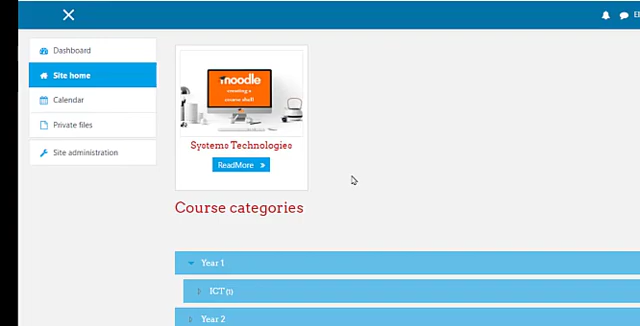 Dashboard
Site home
Calendar
Private files
Site administration
moodle
creating a
course shell
Systems Technologies
ReadMore »
Course categories
Year 1
ICT (1)
Year 2